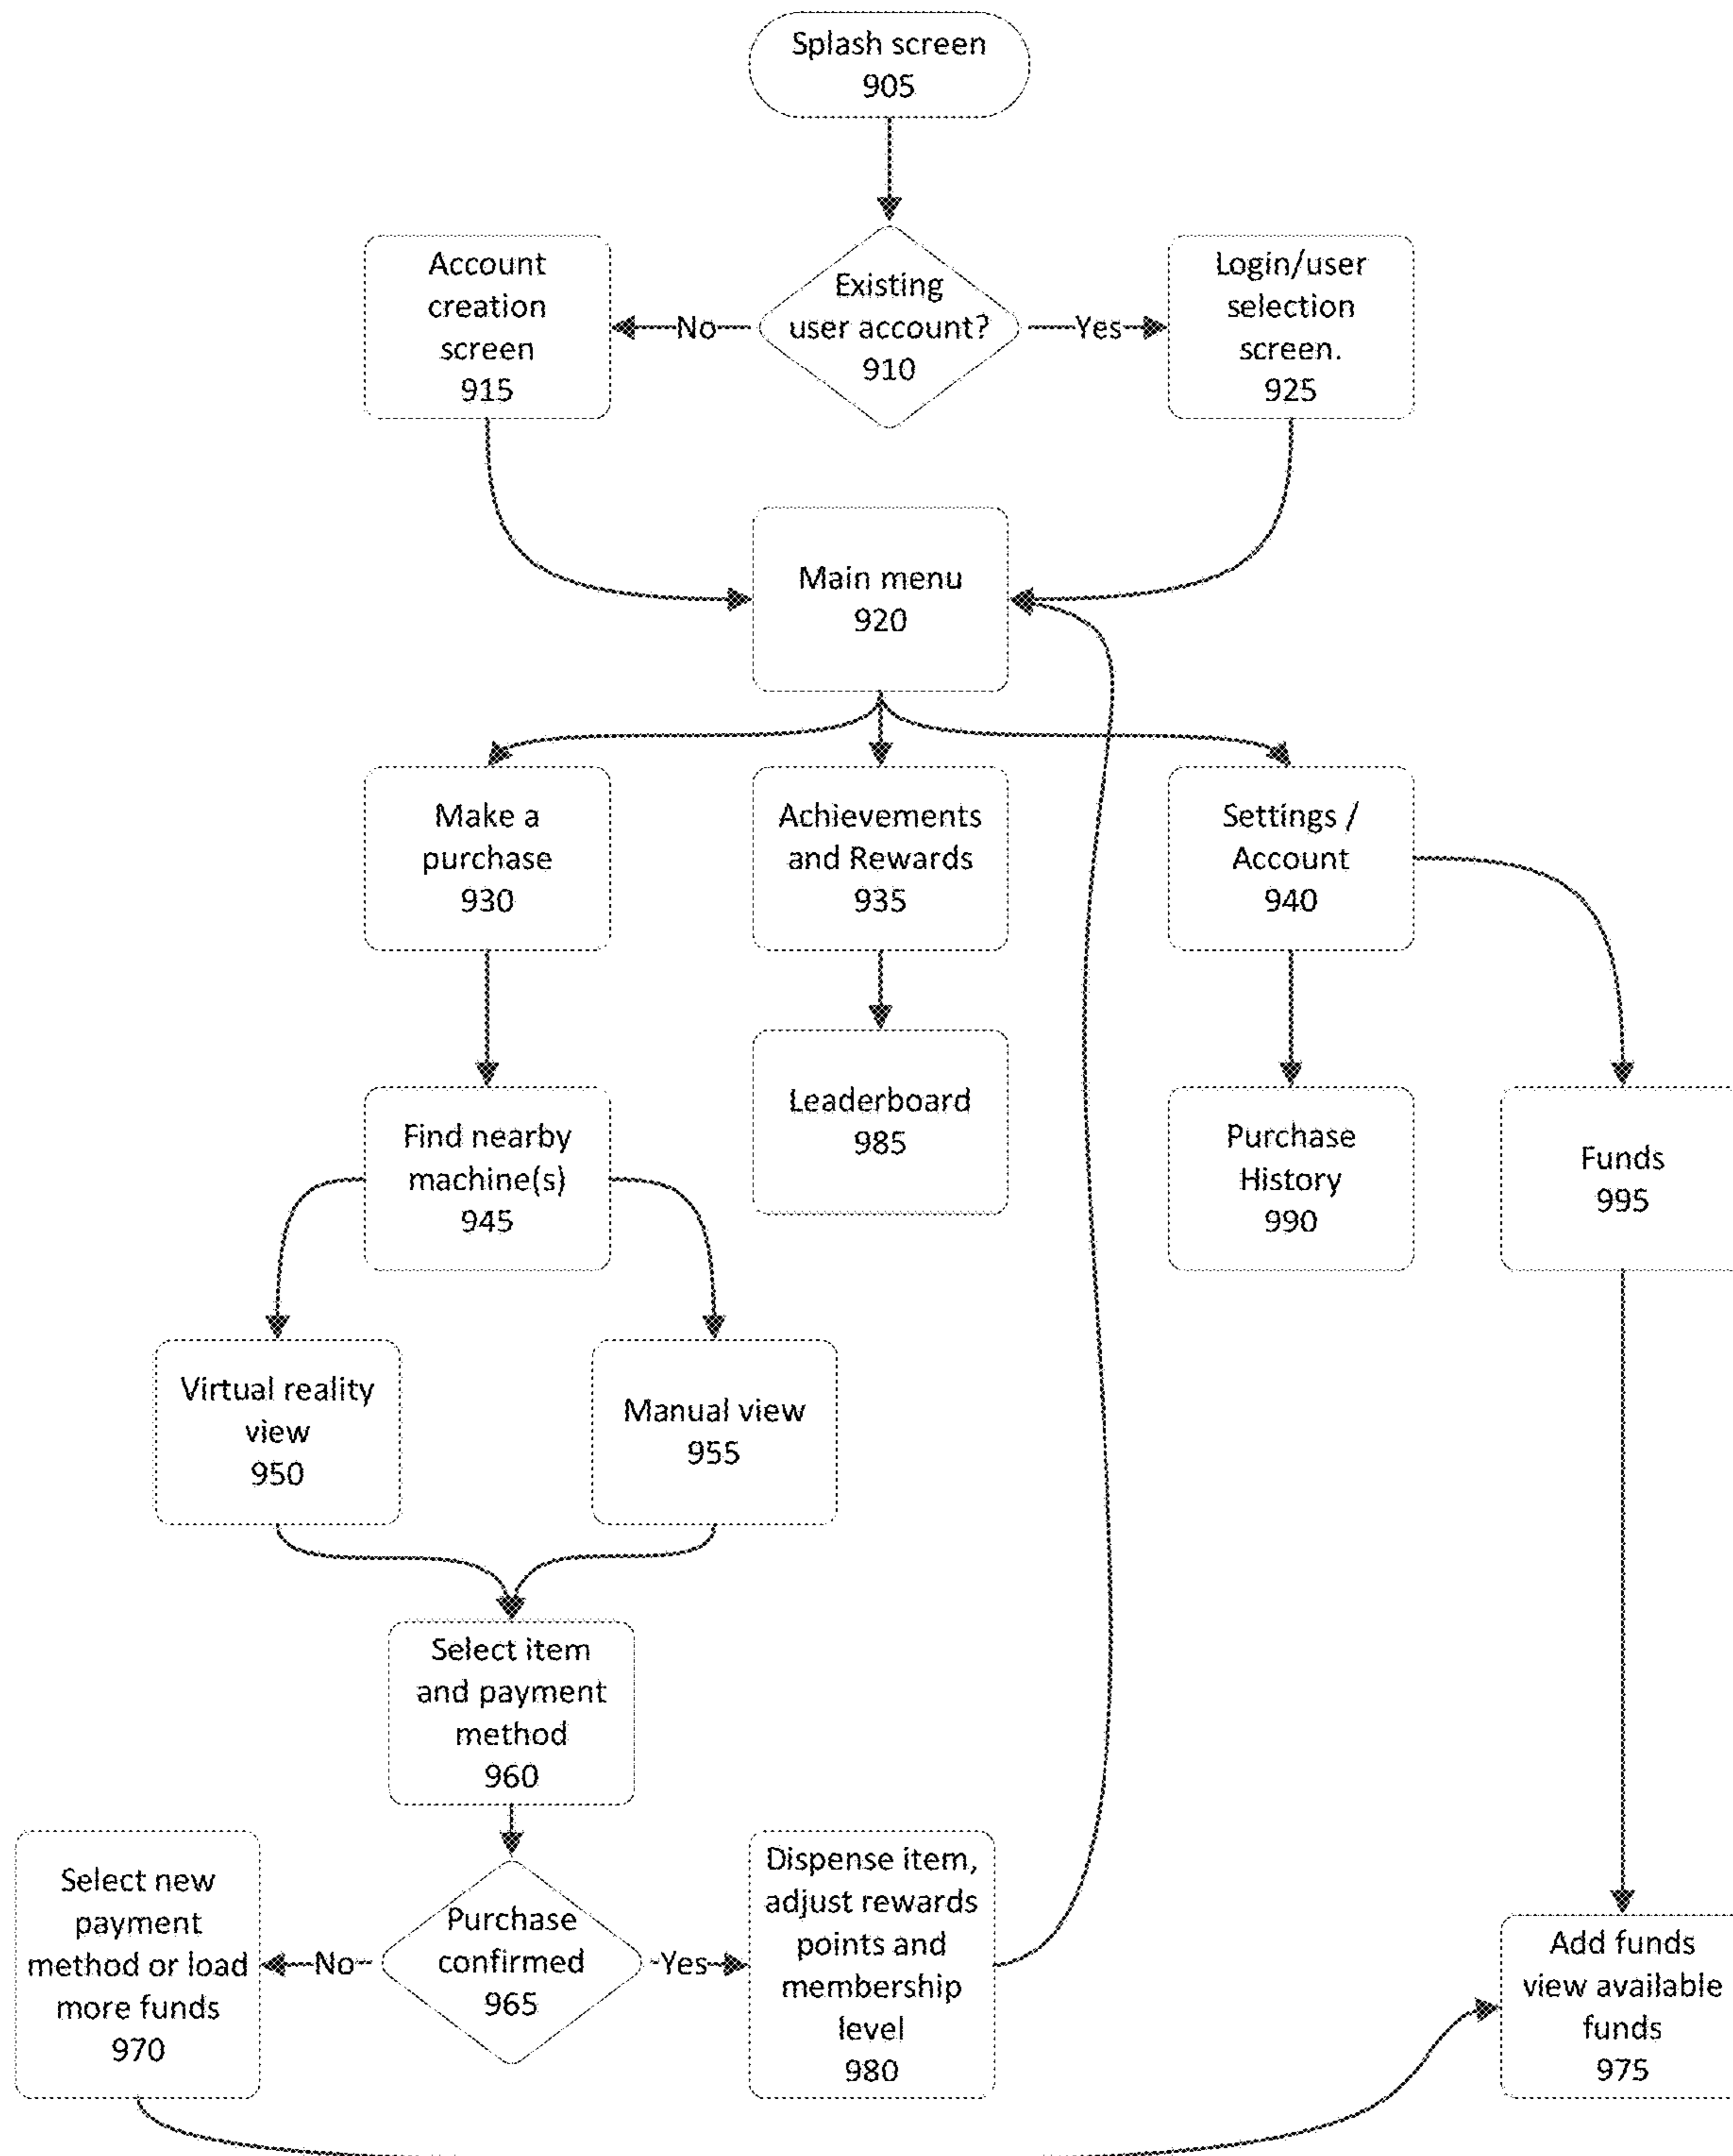 Splash screen
905
Existing
user account?
910
No
Yes
Account
creation
screen
915
Login/user
selection
screen.
925
Main menu
920
Make a
purchase
930
Achievements
and Rewards
935
Settings /
Account
940
Find nearby
machine(s)
945
Leaderboard
985
Purchase
History
990
Funds
995
Virtual reality
view
950
Manual view
955
Select item
and payment
method
960
Purchase
confirmed
965
No
Yes
Select new
payment
method or load
more funds
970
Dispense item,
adjust rewards
points and
membership
level
980
Add funds
view available
funds
975